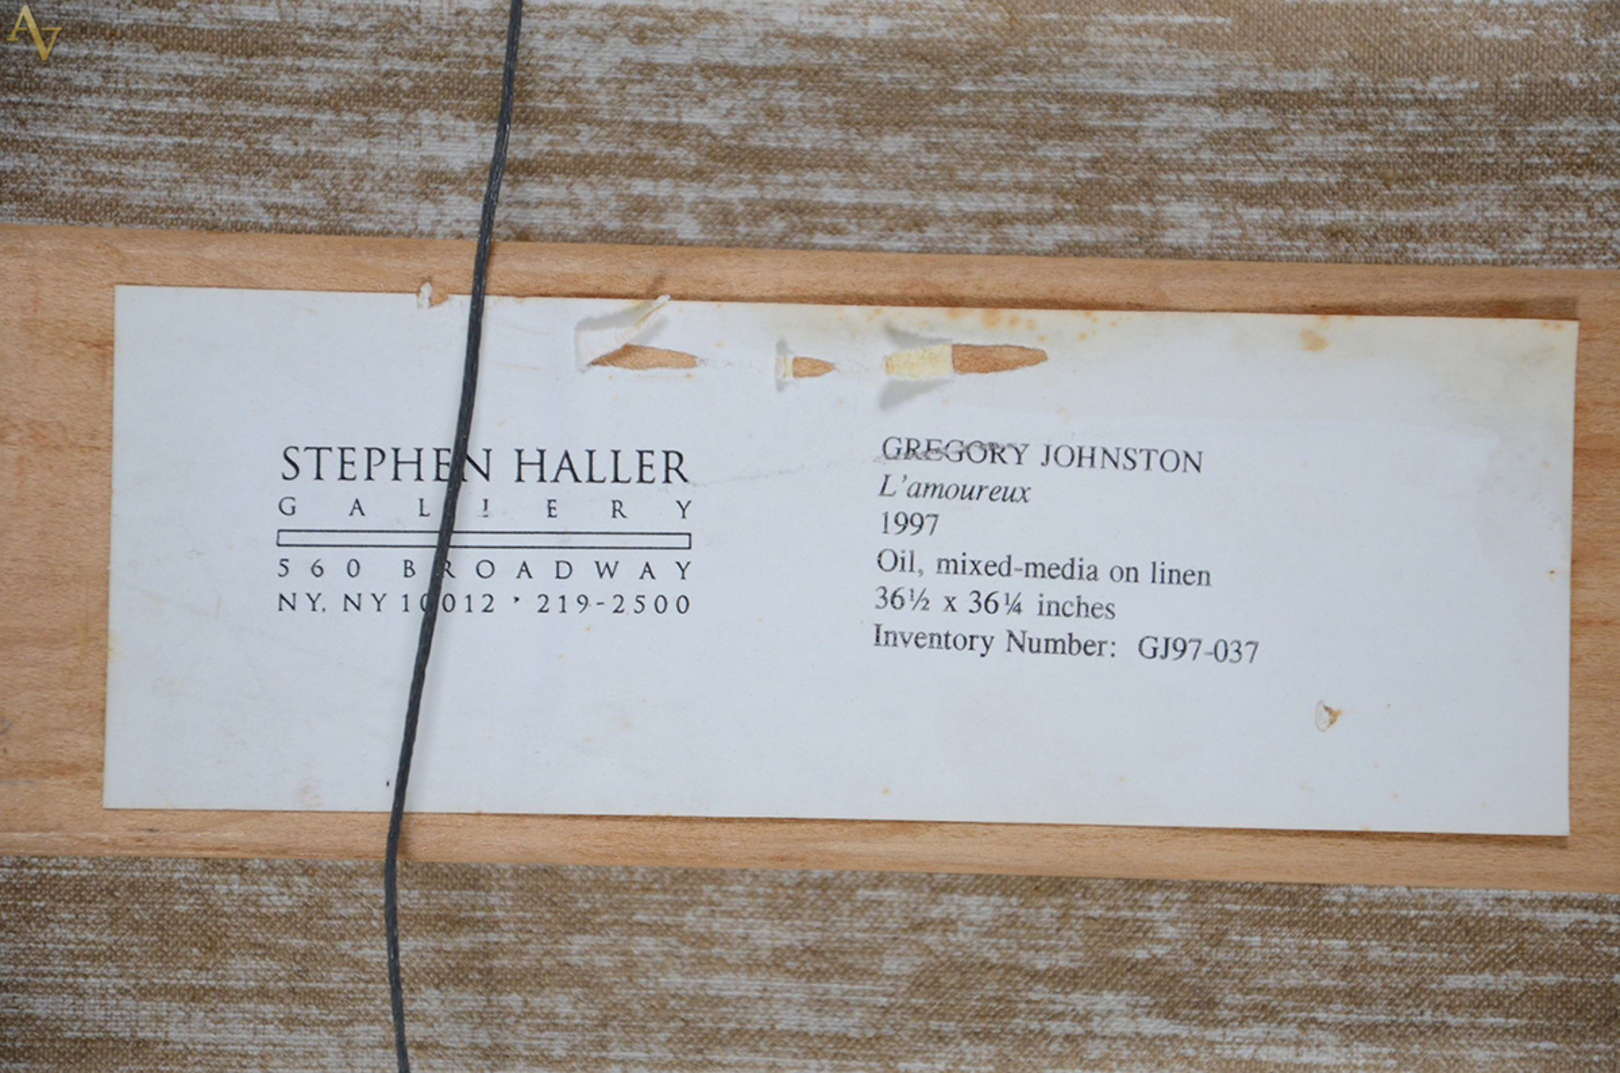 AV
STEPHEN HALLER
GALLERY
560 BROADWAY
NY, NY 10012 • 219-2500
GREGORY JOHNSTON
L'amoureux
1997
Oil, mixed-media on linen
36½ x 36¼ inches
Inventory Number: GJ97-037